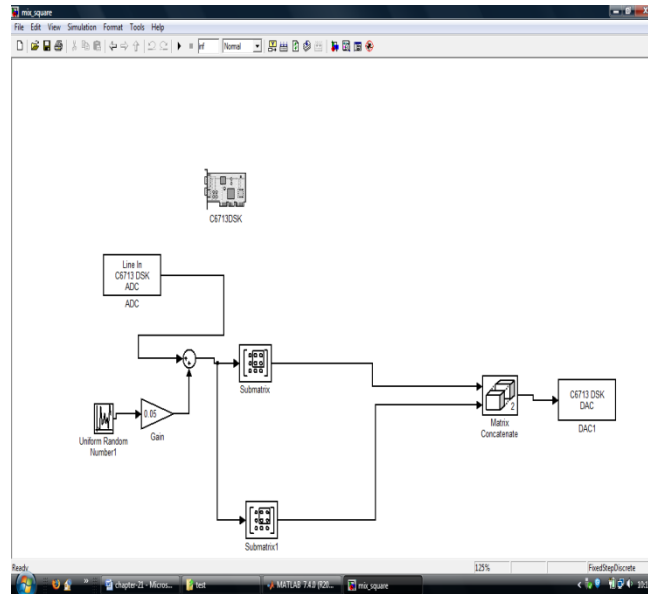 mix_square
File Edit View Simulation Format Tools Help
inf Normal
C6713DSK
Line In
C6713 DSK
ADC
ADC
Submatrix
0.05
Gain
Uniform Random
Number1
2
Matrix
Concatenate
C6713 DSK
DAC
DAC1
Submatrix1
Ready
125%
FixedStepDiscrete
chapter-21 - Micros...
test
MATLAB 7.4.0 (R20...
mix_square